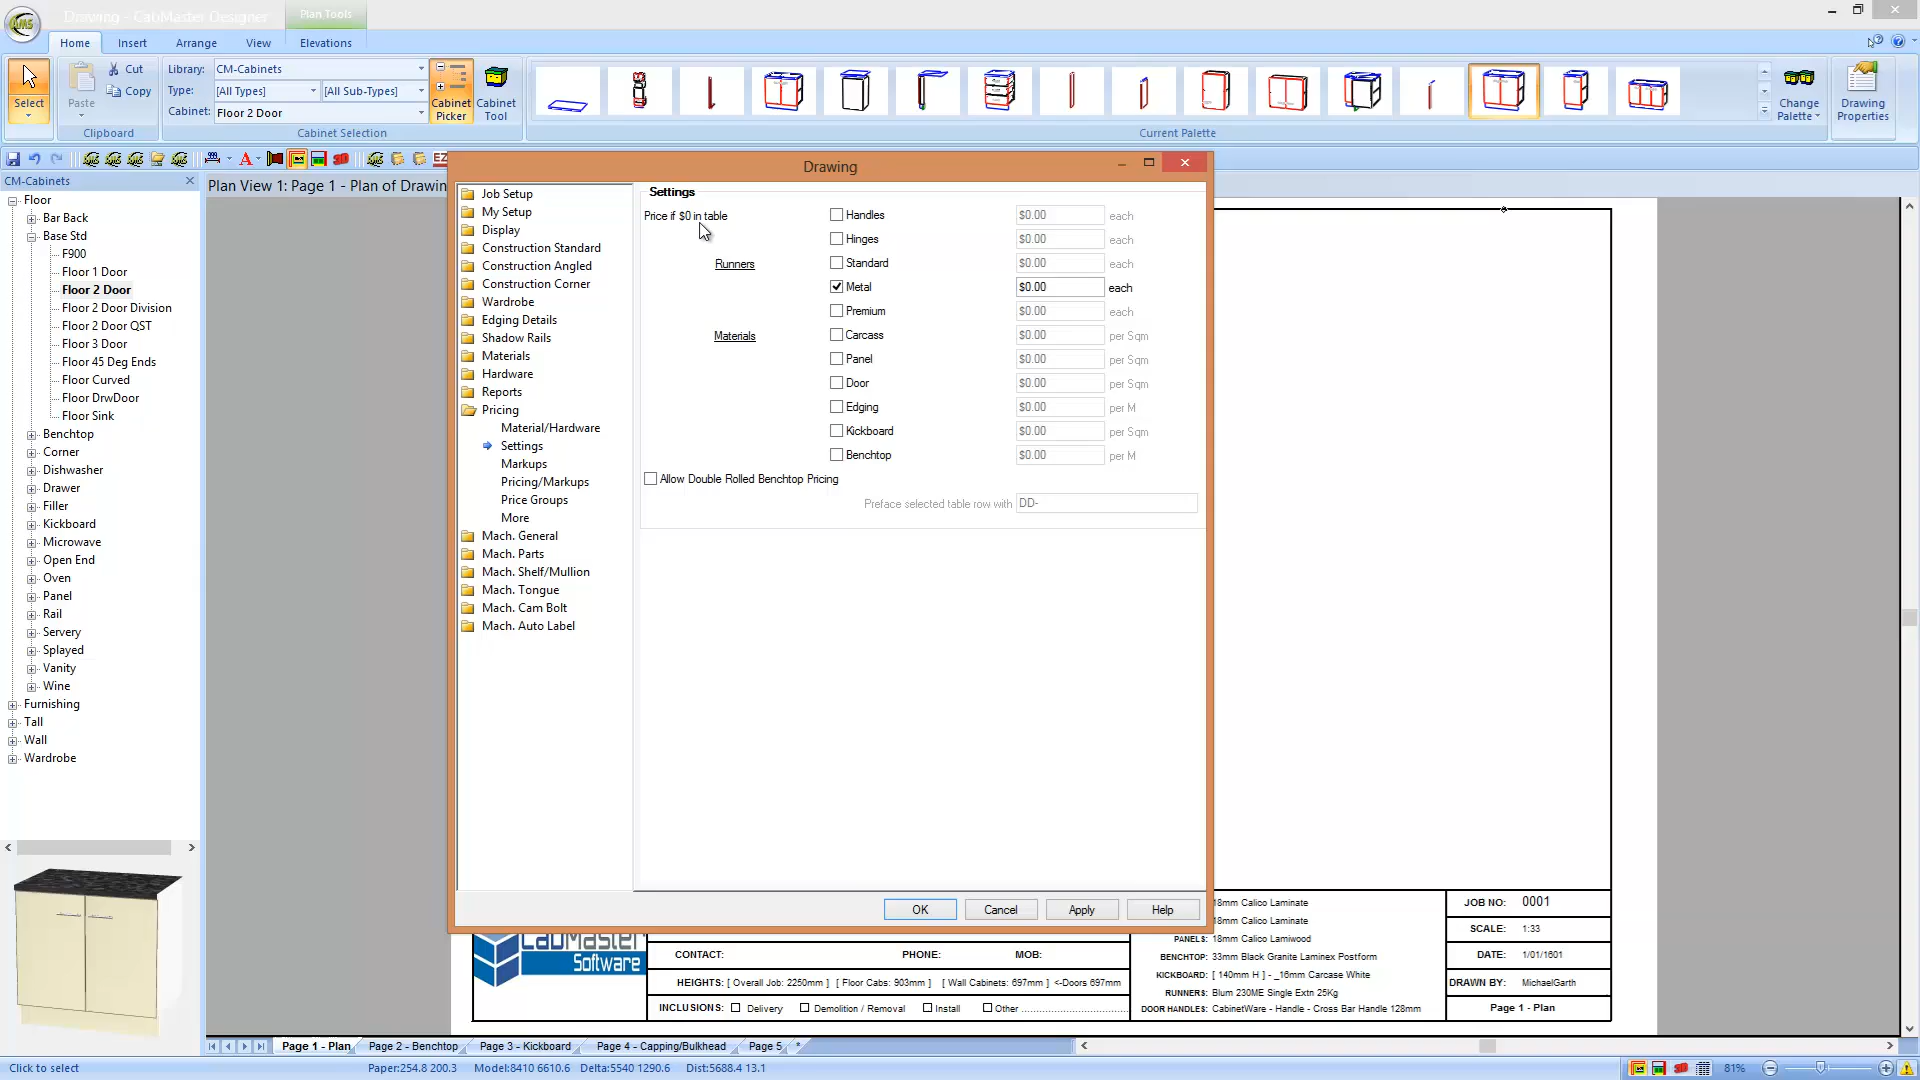 Drawing - CabMaster Designer
Plan Tools
Home
Insert
Arrange
View
Elevations
Select
Paste
Cut
Copy
Clipboard
Library: CM-Cabinets
Type: [All Types] [All Sub-Types]
Cabinet: Floor 2 Door
Cabinet Selection
Cabinet Picker
Cabinet Tool
Current Palette
Change Palette
Drawing Properties
CM-Cabinets
Plan View 1: Page 1 - Plan of Drawin
Floor
Bar Back
Base Std
F900
Floor 1 Door
Floor 2 Door
Floor 2 Door Division
Floor 2 Door QST
Floor 3 Door
Floor 45 Deg Ends
Floor Curved
Floor DrwDoor
Floor Sink
Benchtop
Corner
Dishwasher
Drawer
Filler
Kickboard
Microwave
Open End
Oven
Panel
Rail
Servery
Splayed
Vanity
Wine
Furnishing
Tall
Wall
Wardrobe
Drawing
Job Setup
My Setup
Display
Construction Standard
Construction Angled
Construction Corner
Wardrobe
Edging Details
Shadow Rails
Materials
Hardware
Reports
Pricing
Material/Hardware
Settings
Markups
Pricing/Markups
Price Groups
More
Mach. General
Mach. Parts
Mach. Shelf/Mullion
Mach. Tongue
Mach. Cam Bolt
Mach. Auto Label
Settings
Price if $0 in table
Handles $0.00 each
Hinges $0.00 each
Runners Standard $0.00 each
Metal $0.00 each
Premium $0.00 each
Materials Carcass $0.00 per Sqm
Panel $0.00 per Sqm
Door $0.00 per Sqm
Edging $0.00 per M
Kickboard $0.00 per Sqm
Benchtop $0.00 per M
Allow Double Rolled Benchtop Pricing
Preface selected table row with DD-
OK
Cancel
Apply
Help
CabMaster
Software
CONTACT: PHONE: MOB:
HEIGHTS: [ Overall Job: 2250mm ] [ Floor Cabs: 903mm ] [ Wall Cabinets: 697mm ] <-Doors 697mm
INCLUSIONS: Delivery Demolition / Removal Install Other
18mm Calico Laminate
18mm Calico Laminate
PANELS: 18mm Calico Lamiwood
BENCHTOP: 33mm Black Granite Laminex Postform
KICKBOARD: [ 140mm H ] - _16mm Carcase White
RUNNERS: Blum 230ME Single Extn 25Kg
DOOR HANDLES: CabinetWare - Handle - Cross Bar Handle 128mm
JOB NO: 0001
SCALE: 1:33
DATE: 1/01/1601
DRAWN BY: MichaelGarth
Page 1 - Plan
Page 1 - Plan
Page 2 - Benchtop
Page 3 - Kickboard
Page 4 - Capping/Bulkhead
Page 5
Click to select
Paper:254.8 200.3 Model:8410 6610.6 Delta:5540 1290.6 Dist:5688.4 13.1
81%